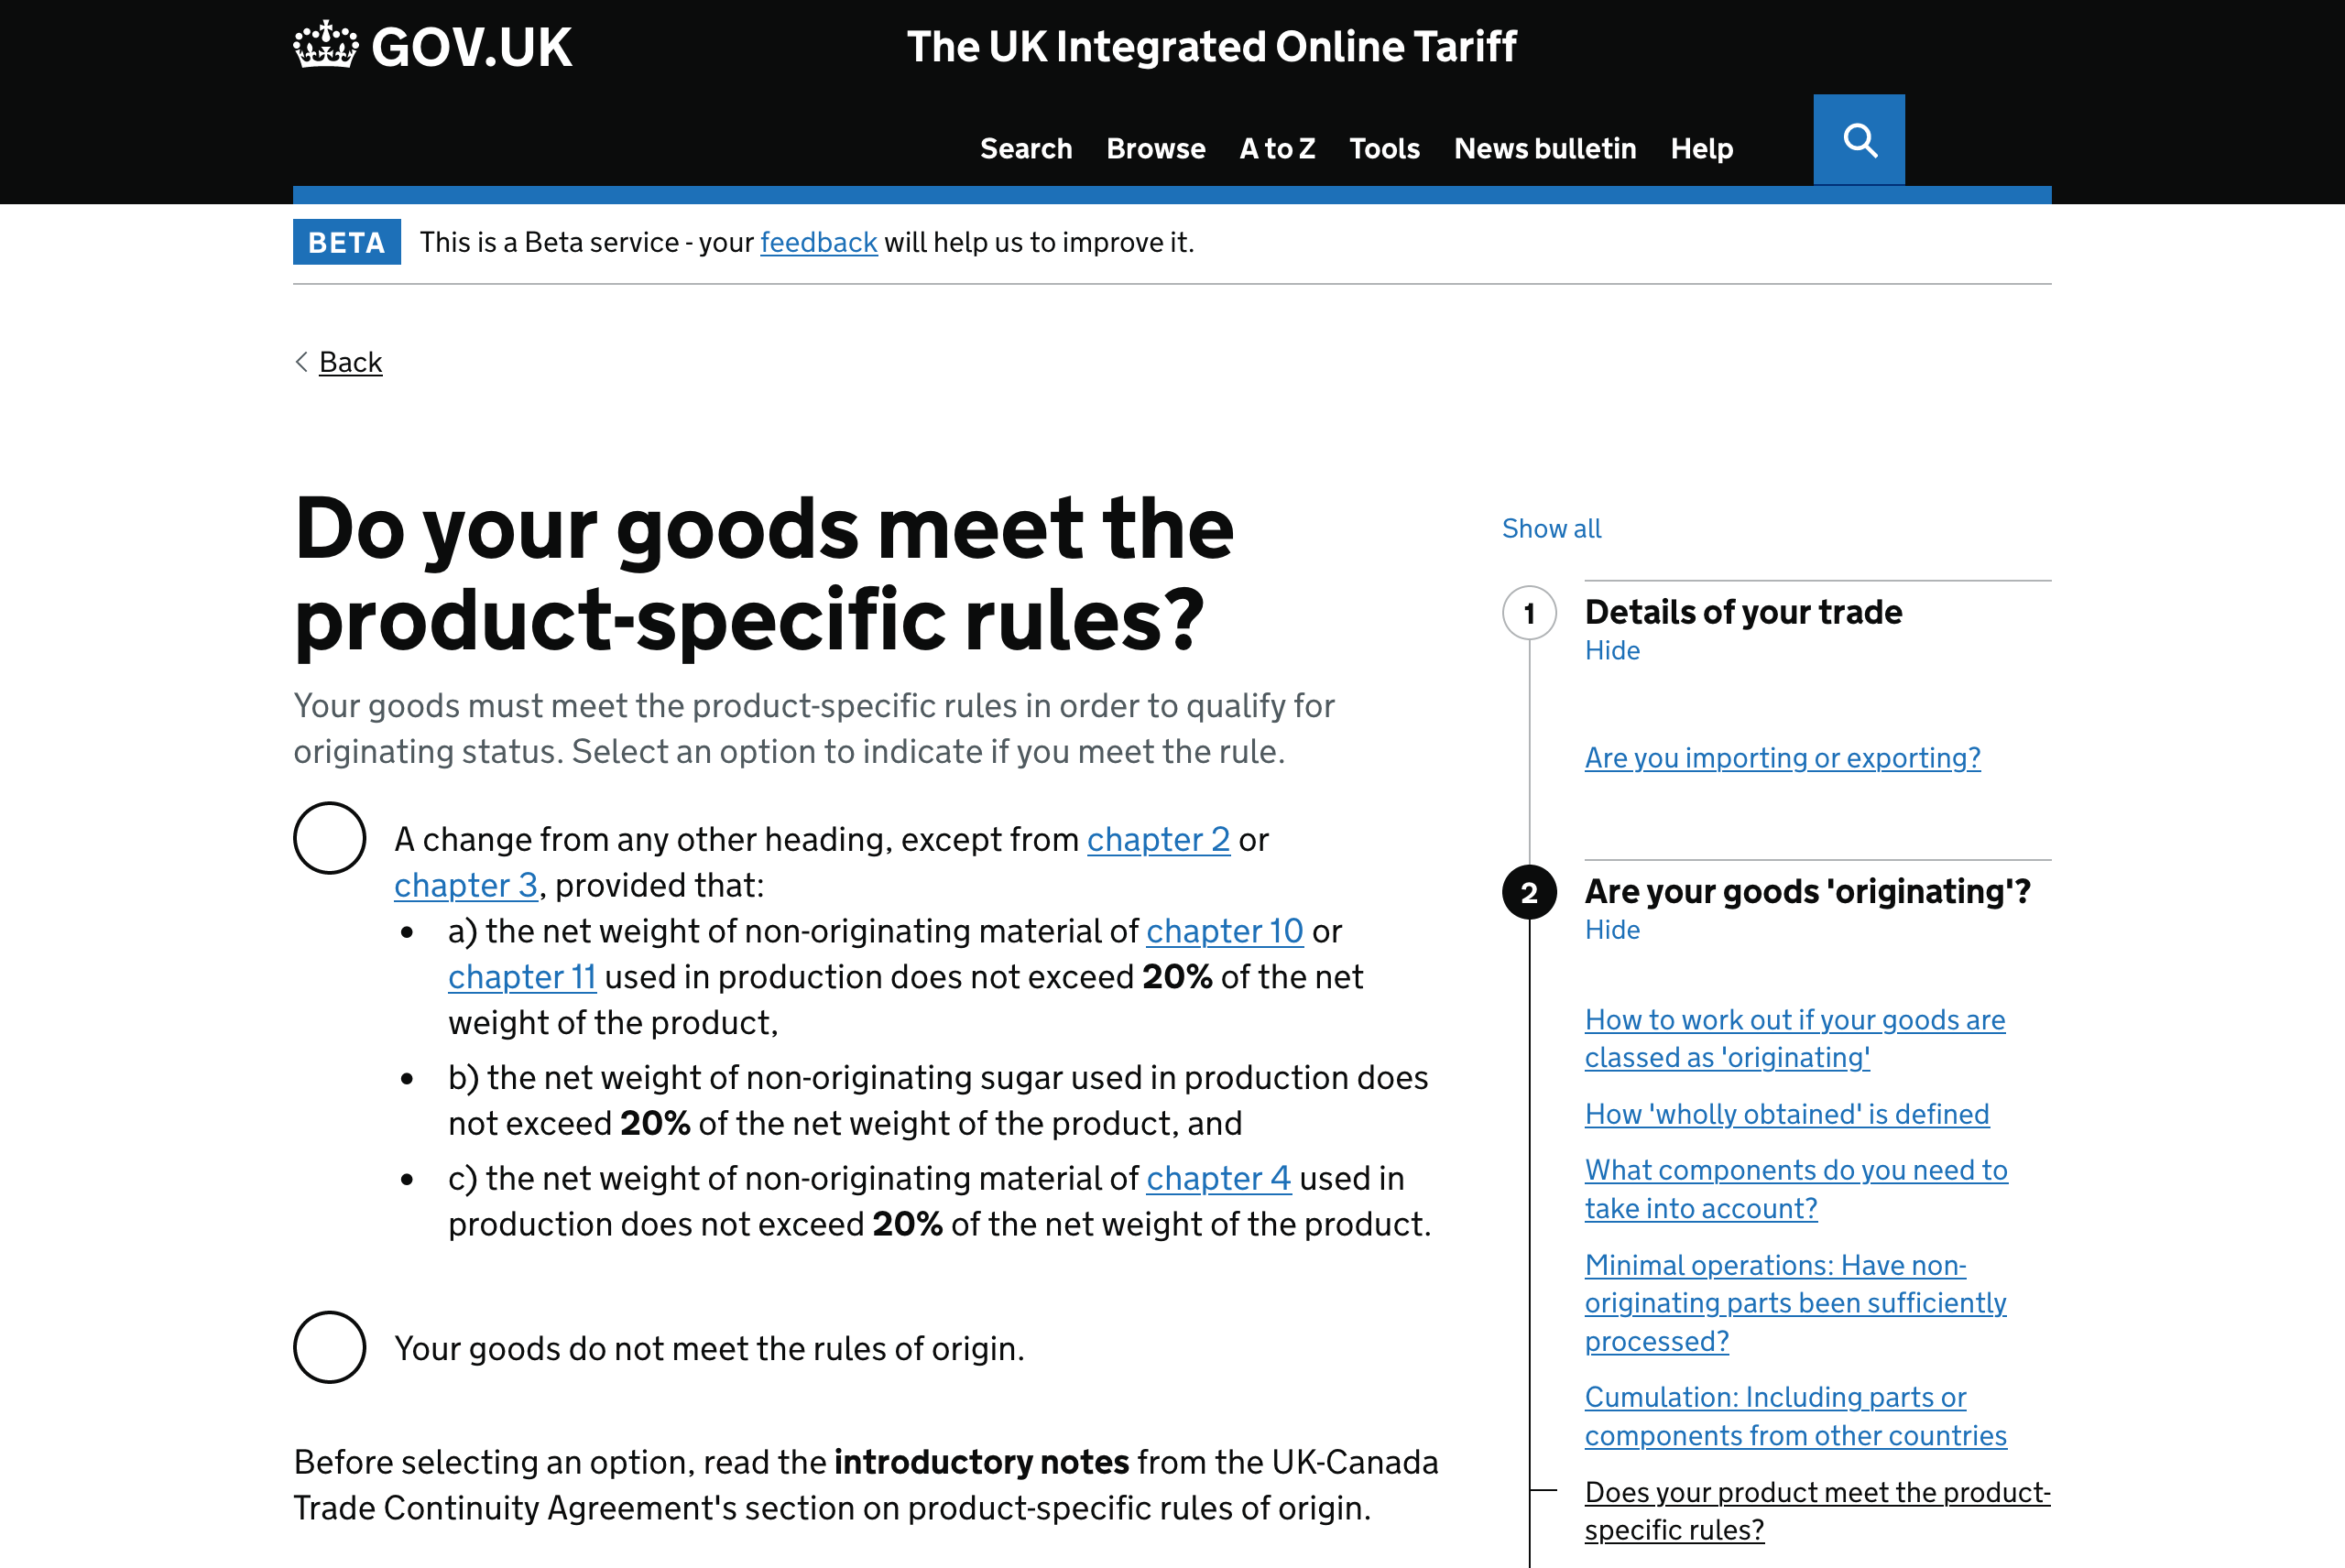 GOV.UK
The UK Integrated Online Tariff
Search Browse A to Z Tools News bulletin Help
BETA This is a Beta service - your feedback will help us to improve it.
Back
Do your goods meet the
product-specific rules?
Your goods must meet the product-specific rules in order to qualify for
originating status. Select an option to indicate if you meet the rule.
A change from any other heading, except from chapter 2 or
chapter 3, provided that:
• a) the net weight of non-originating material of chapter 10 or
chapter 11 used in production does not exceed 20% of the net
weight of the product,
• b) the net weight of non-originating sugar used in production does
not exceed 20% of the net weight of the product, and
• c) the net weight of non-originating material of chapter 4 used in
production does not exceed 20% of the net weight of the product.
Your goods do not meet the rules of origin.
Before selecting an option, read the introductory notes from the UK-Canada
Trade Continuity Agreement's section on product-specific rules of origin.
Show all
1 Details of your trade
Hide
Are you importing or exporting?
2 Are your goods 'originating'?
Hide
How to work out if your goods are
classed as 'originating'
How 'wholly obtained' is defined
What components do you need to
take into account?
Minimal operations: Have non-
originating parts been sufficiently
processed?
Cumulation: Including parts or
components from other countries
Does your product meet the product-
specific rules?